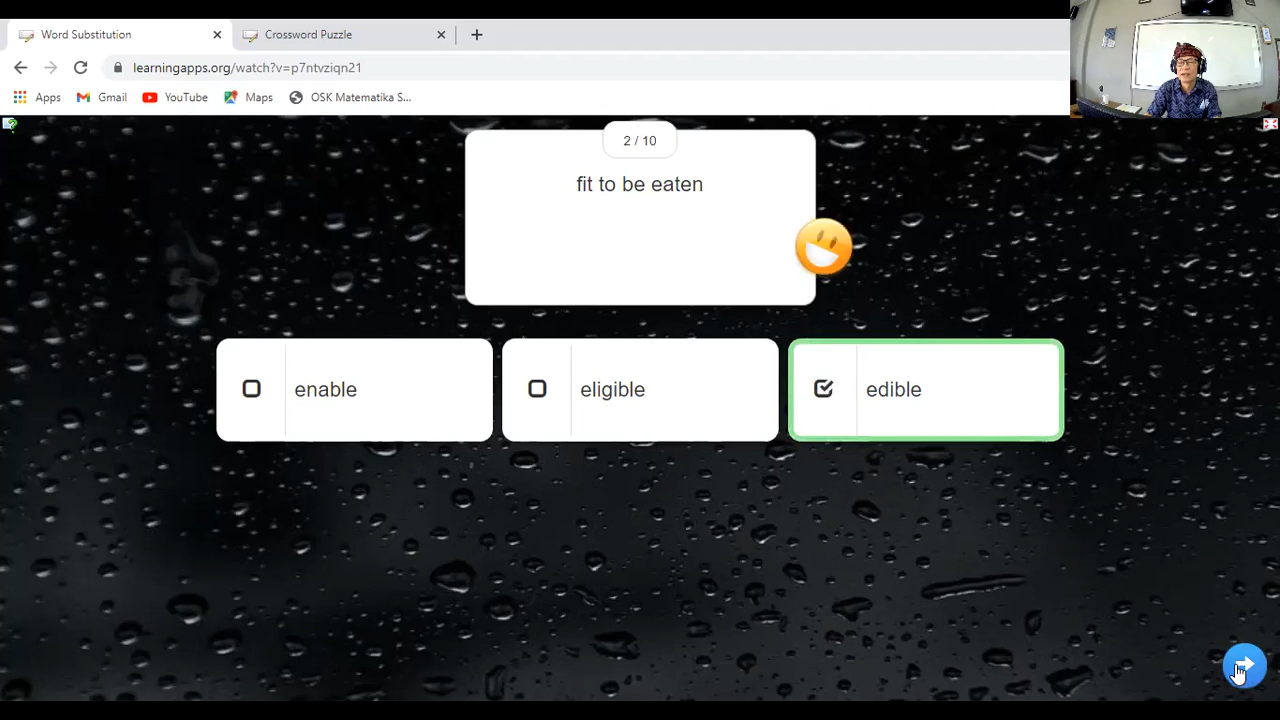 Word Substitution
Crossword Puzzle
learningapps.org/watch?v=p7ntvziqn21
Apps
Gmail
YouTube
Maps
OSK Matematika S...
2 / 10
fit to be eaten
enable
eligible
edible